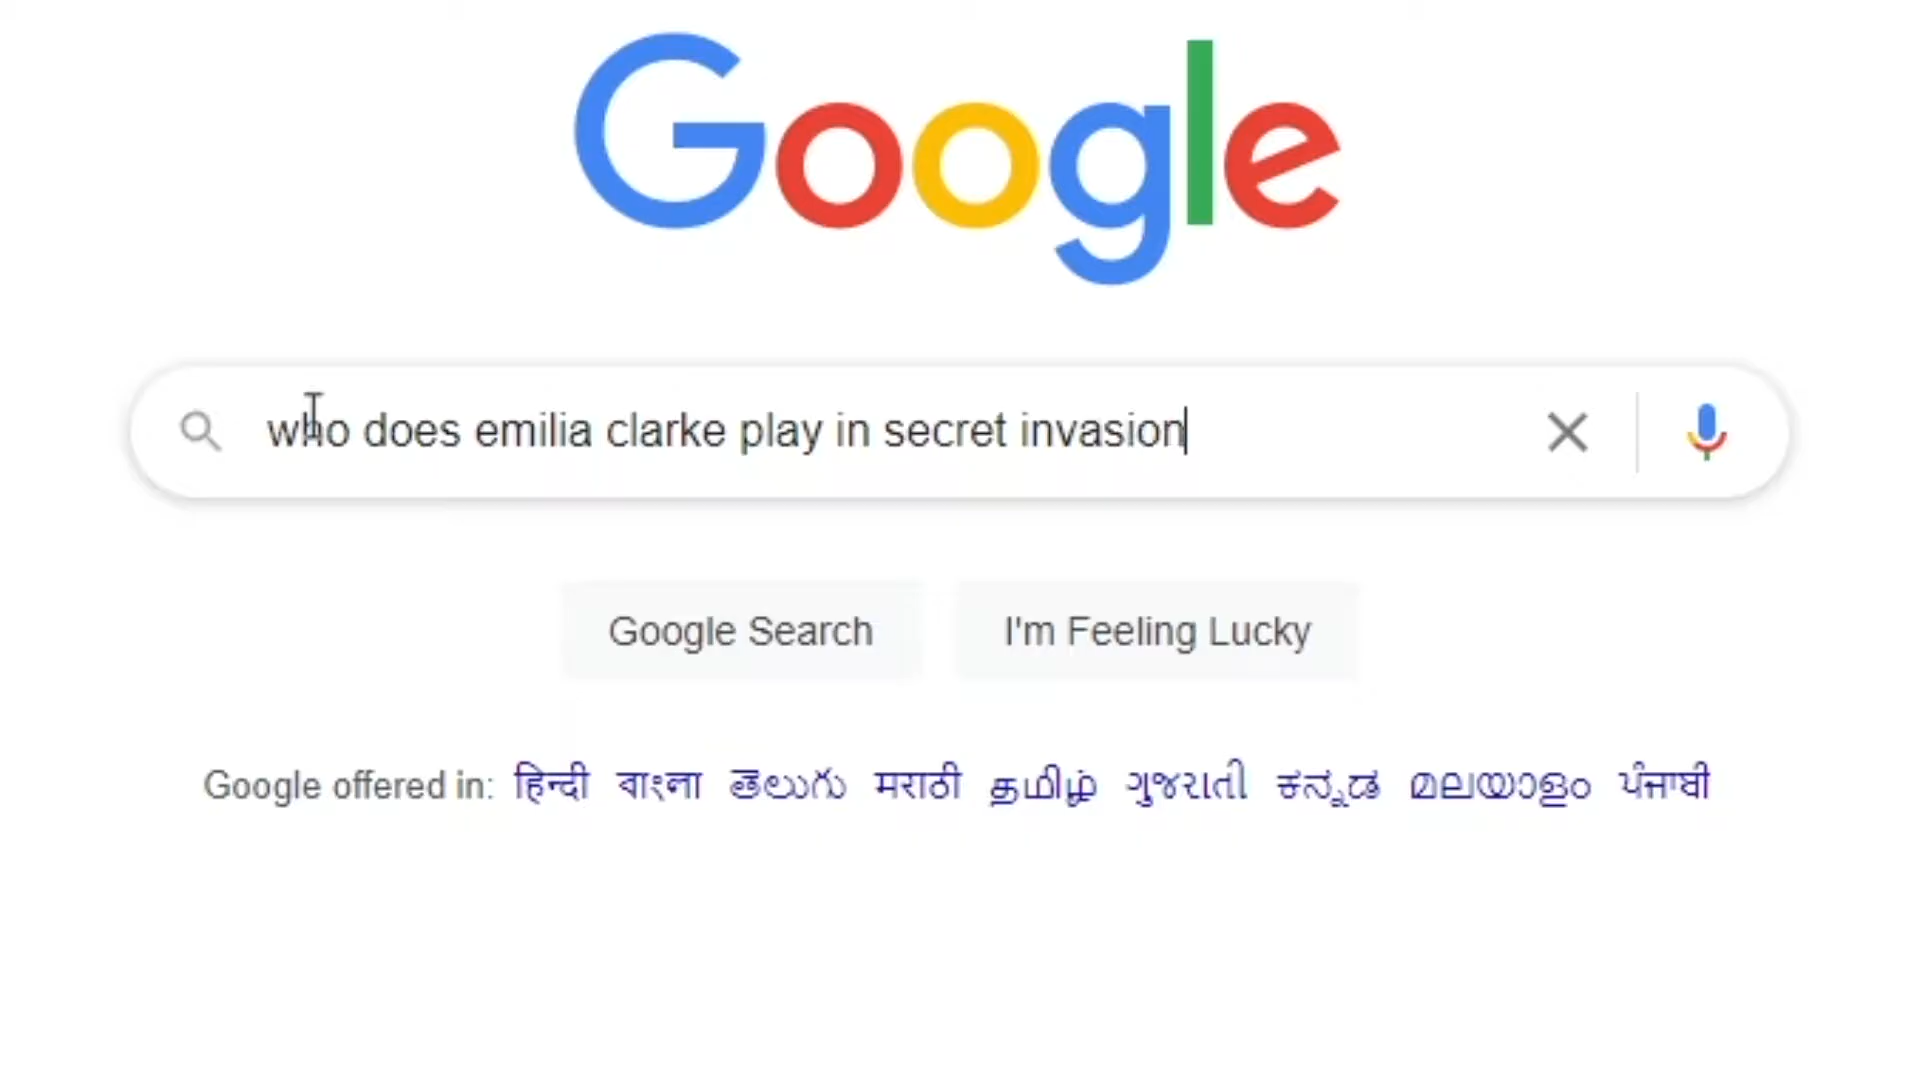 Google
who does emilia clarke play in secret invasion
Google Search I'm Feeling Lucky
Google offered in: हिन्दी বাংলা తెలుగు मराठी தமிழ் ગુજરાતી ಕನ್ನಡ മലയാളം ਪੰਜਾਬੀ